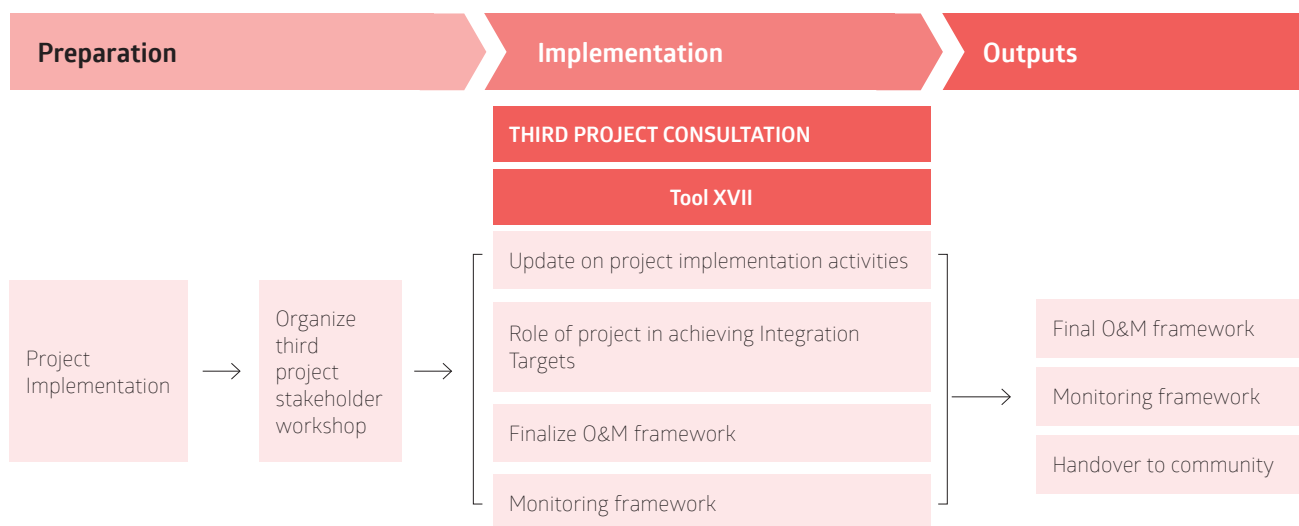 Preparation
Implementation
Outputs
THIRD PROJECT CONSULTATION
Tool XVII
Project
Implementation
Organize
third
project
stakeholder
workshop
Update on project implementation activities
Role of project in achieving Integration
Targets
Finalize O&M framework
Monitoring framework
Final O&M framework
Monitoring framework
Handover to community